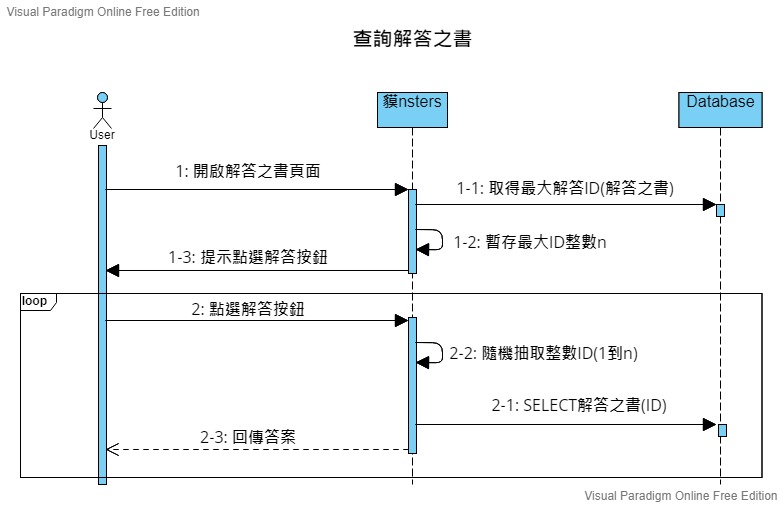 Visual Paradigm Online Free Edition
查詢解答之書
User
貘nsters
Database
1: 開啟解答之書頁面
1-1: 取得最大解答ID(解答之書)
1-2: 暫存最大ID整數n
1-3: 提示點選解答按鈕
loop
2: 點選解答按鈕
2-2: 隨機抽取整數ID(1到n)
2-1: SELECT解答之書(ID)
2-3: 回傳答案
Visual Paradigm Online Free Edition